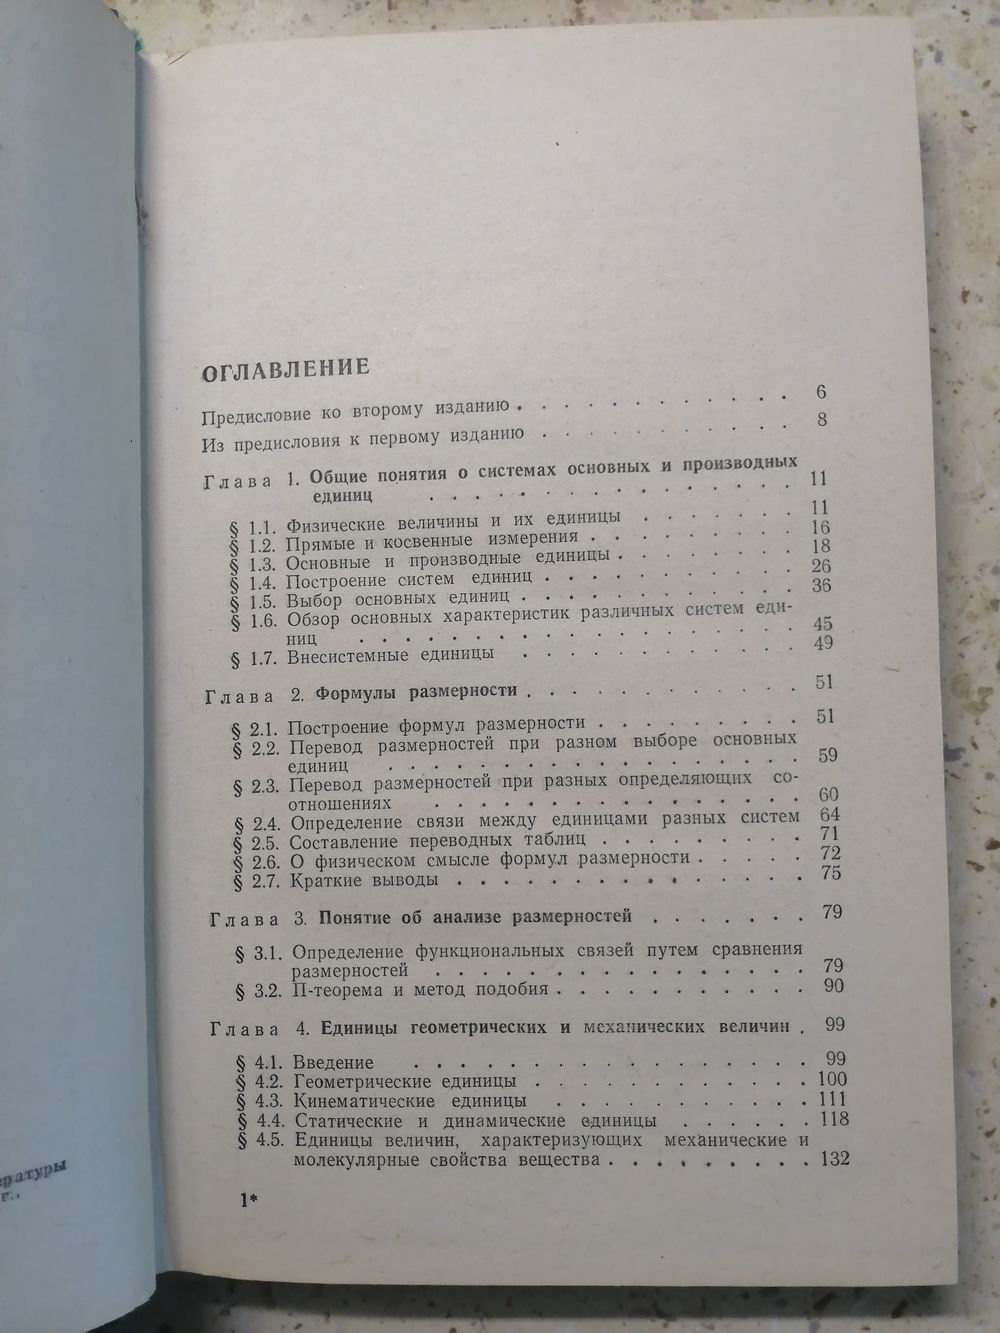 ОГЛАВЛЕНИЕ
Предисловие ко второму изданию . . . . . . . . . . . . 6
Из предисловия к первому изданию . . . . . . . . . . . 8
Глава 1. Общие понятия о системах основных и производных
единиц . . . . . . . . . . . . . . . . 11
§ 1.1. Физические величины и их единицы . . . . . . . 11
§ 1.2. Прямые и косвенные измерения . . . . . . . . . 16
§ 1.3. Основные и производные единицы . . . . . . . . 18
§ 1.4. Построение систем единиц . . . . . . . . . . . 26
§ 1.5. Выбор основных единиц . . . . . . . . . . . . 36
§ 1.6. Обзор основных характеристик различных систем еди-
ниц . . . . . . . . . . . . . . . . 45
§ 1.7. Внесистемные единицы . . . . . . . . . . . 49
Глава 2. Формулы размерности . . . . . . . . . . . . 51
§ 2.1. Построение формул размерности . . . . . . . . . 51
§ 2.2. Перевод размерностей при разном выборе основных
единиц . . . . . . . . . . . . . . . 59
§ 2.3. Перевод размерностей при разных определяющих со-
отношениях . . . . . . . . . . . . . 60
§ 2.4. Определение связи между единицами разных систем 64
§ 2.5. Составление переводных таблиц . . . . . . . . . 71
§ 2.6. О физическом смысле формул размерности . . . . . 72
§ 2.7. Краткие выводы . . . . . . . . . . . . . . 75
Глава 3. Понятие об анализе размерностей . . . . . . . 79
§ 3.1. Определение функциональных связей путем сравнения
размерностей . . . . . . . . . . . . . . 79
§ 3.2. П-теорема и метод подобия . . . . . . . . . . . 90
Глава 4. Единицы геометрических и механических величин . 99
§ 4.1. Введение . . . . . . . . . . . . . . . 99
§ 4.2. Геометрические единицы . . . . . . . . . . . . 100
§ 4.3. Кинематические единицы . . . . . . . . . . . 111
§ 4.4. Статические и динамические единицы . . . . . . 118
§ 4.5. Единицы величин, характеризующих механические и
молекулярные свойства вещества . . . . . . . . . 132
1*